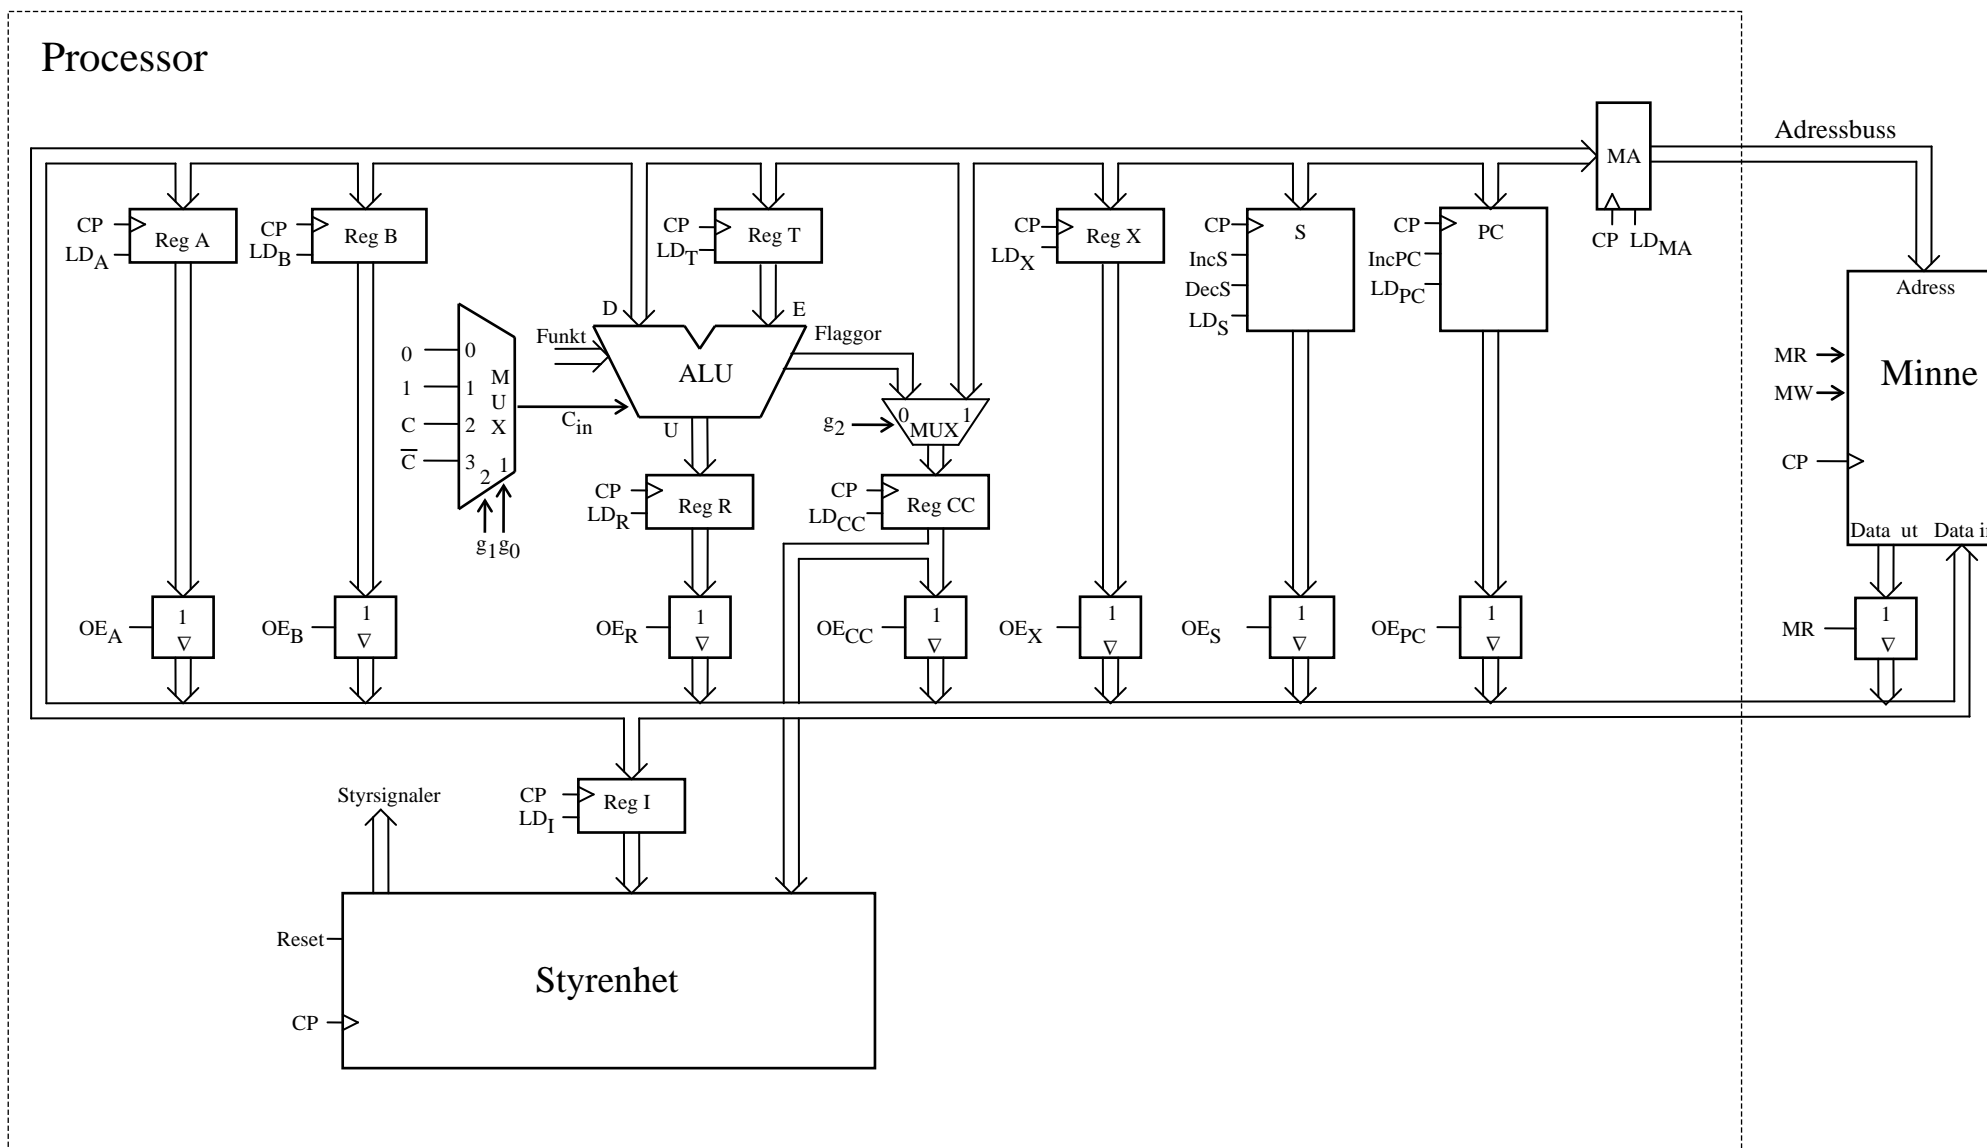 Processor
Adressbuss
MA
CP LD_MA
CP
LD_A
Reg A
CP
LD_B
Reg B
CP
LD_T
Reg T
CP
LD_X
Reg X
CP
IncS
DecS
LD_S
S
CP
IncPC
LD_PC
PC
Adress
MR
MW
Minne
CP
Data ut Data i
0 0
1 1
C 2
C̅ 3
M
U
X
2 1
g1 g0
C_in
Funkt
D
E
ALU
U
Flaggor
g2
0 1
MUX
CP
LD_R
Reg R
CP
LD_CC
Reg CC
OE_A
1
∇
OE_B
1
∇
OE_R
1
∇
OE_CC
1
∇
OE_X
1
∇
OE_S
1
∇
OE_PC
1
∇
MR
1
∇
Styrsignaler
CP
LD_I
Reg I
Reset
Styrenhet
CP